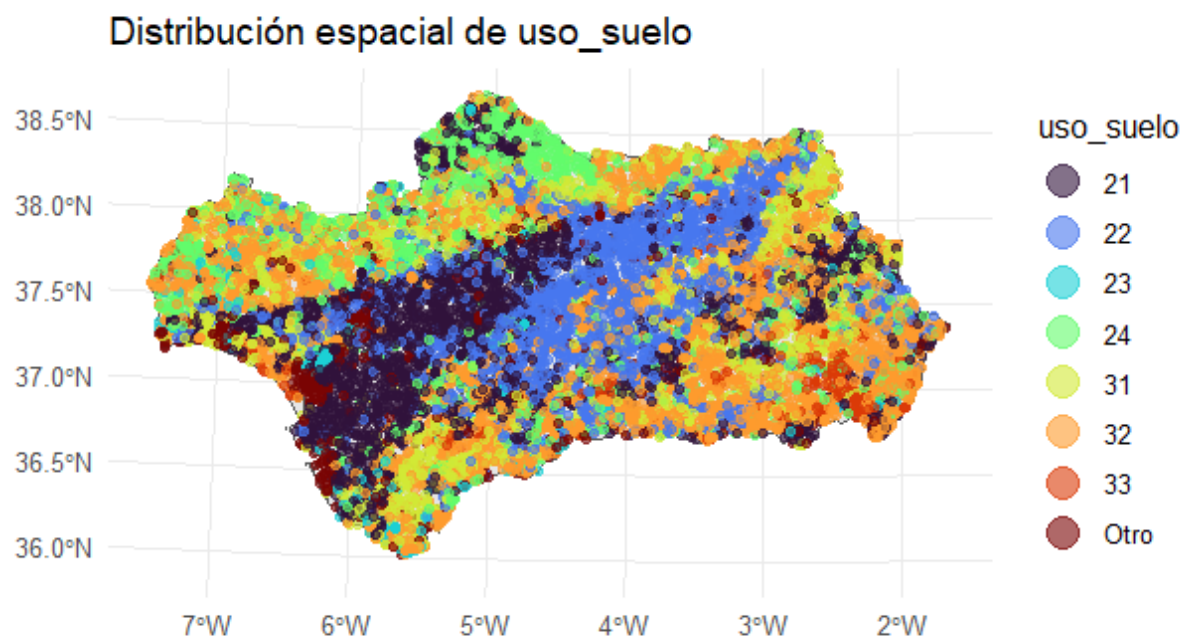 Distribución espacial de uso_suelo
38.5°N
38.0°N
37.5°N
37.0°N
36.5°N
36.0°N
7°W 6°W 5°W 4°W 3°W 2°W
uso_suelo
21
22
23
24
31
32
33
Otro